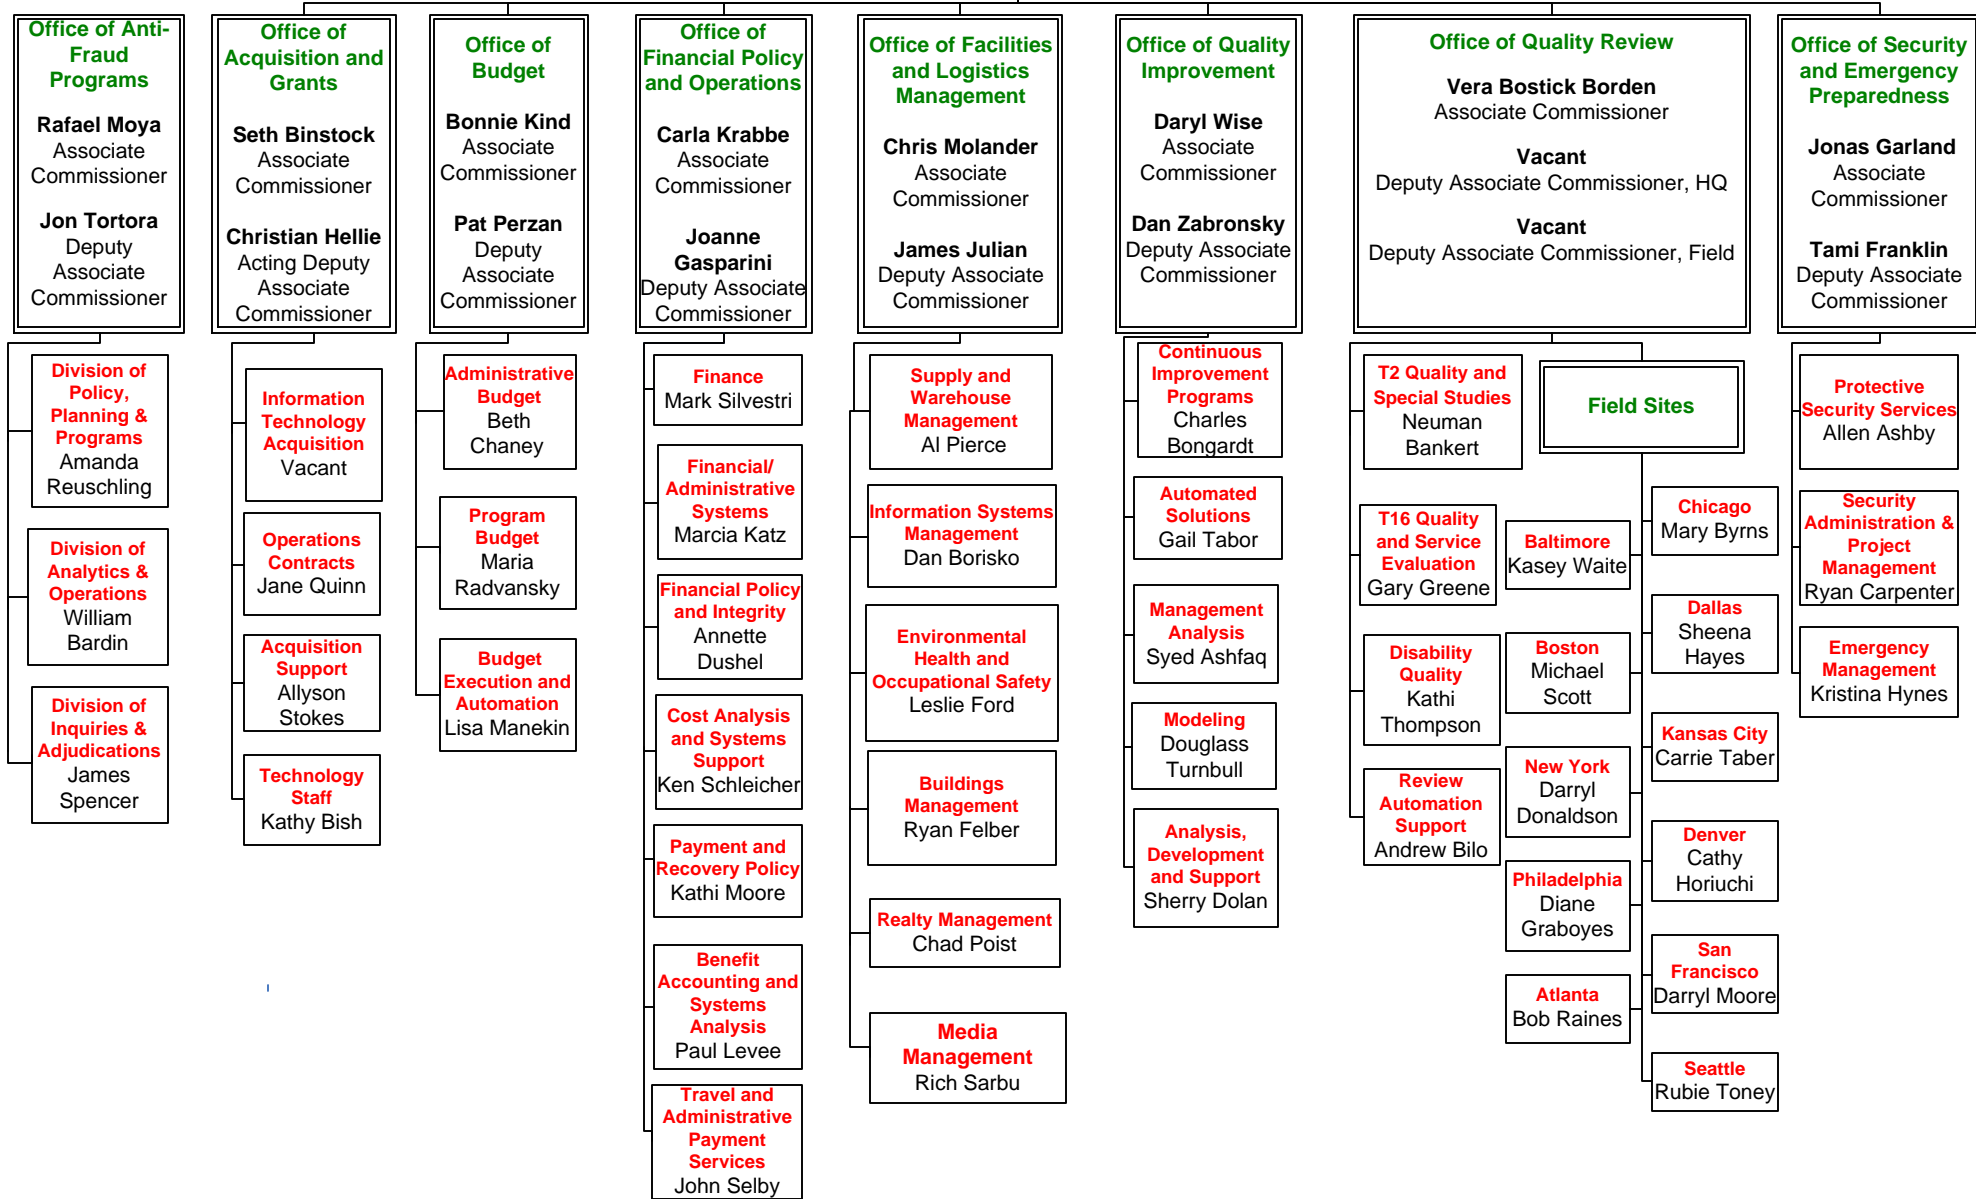 Office of Anti-
Fraud
Programs
Rafael Moya
Associate
Commissioner
Jon Tortora
Deputy
Associate
Commissioner
Division of
Policy,
Planning &
Programs
Amanda
Reuschling
Division of
Analytics &
Operations
William
Bardin
Division of
Inquiries &
Adjudications
James
Spencer
Office of
Acquisition and
Grants
Seth Binstock
Associate
Commissioner
Christian Hellie
Acting Deputy
Associate
Commissioner
Information
Technology
Acquisition
Vacant
Operations
Contracts
Jane Quinn
Acquisition
Support
Allyson
Stokes
Technology
Staff
Kathy Bish
Office of
Budget
Bonnie Kind
Associate
Commissioner
Pat Perzan
Deputy
Associate
Commissioner
Administrative
Budget
Beth
Chaney
Program
Budget
Maria
Radvansky
Budget
Execution and
Automation
Lisa Manekin
Office of
Financial Policy
and Operations
Carla Krabbe
Associate
Commissioner
Joanne
Gasparini
Deputy Associate
Commissioner
Finance
Mark Silvestri
Financial/
Administrative
Systems
Marcia Katz
Financial Policy
and Integrity
Annette
Dushel
Cost Analysis
and Systems
Support
Ken Schleicher
Payment and
Recovery Policy
Kathi Moore
Benefit
Accounting and
Systems
Analysis
Paul Levee
Travel and
Administrative
Payment
Services
John Selby
Office of Facilities
and Logistics
Management
Chris Molander
Associate
Commissioner
James Julian
Deputy Associate
Commissioner
Supply and
Warehouse
Management
Al Pierce
Information Systems
Management
Dan Borisko
Environmental
Health and
Occupational Safety
Leslie Ford
Buildings
Management
Ryan Felber
Realty Management
Chad Poist
Media
Management
Rich Sarbu
Office of Quality
Improvement
Daryl Wise
Associate
Commissioner
Dan Zabronsky
Deputy Associate
Commissioner
Continuous
Improvement
Programs
Charles
Bongardt
Automated
Solutions
Gail Tabor
Management
Analysis
Syed Ashfaq
Modeling
Douglass
Turnbull
Analysis,
Development
and Support
Sherry Dolan
Office of Quality Review
Vera Bostick Borden
Associate Commissioner
Vacant
Deputy Associate Commissioner, HQ
Vacant
Deputy Associate Commissioner, Field
T2 Quality and
Special Studies
Neuman
Bankert
T16 Quality
and Service
Evaluation
Gary Greene
Disability
Quality
Kathi
Thompson
Review
Automation
Support
Andrew Bilo
Field Sites
Chicago
Mary Byrns
Baltimore
Kasey Waite
Dallas
Sheena
Hayes
Boston
Michael
Scott
Kansas City
Carrie Taber
New York
Darryl
Donaldson
Denver
Cathy
Horiuchi
Philadelphia
Diane
Graboyes
San
Francisco
Darryl Moore
Atlanta
Bob Raines
Seattle
Rubie Toney
Office of Security
and Emergency
Preparedness
Jonas Garland
Associate
Commissioner
Tami Franklin
Deputy Associate
Commissioner
Protective
Security Services
Allen Ashby
Security
Administration &
Project
Management
Ryan Carpenter
Emergency
Management
Kristina Hynes